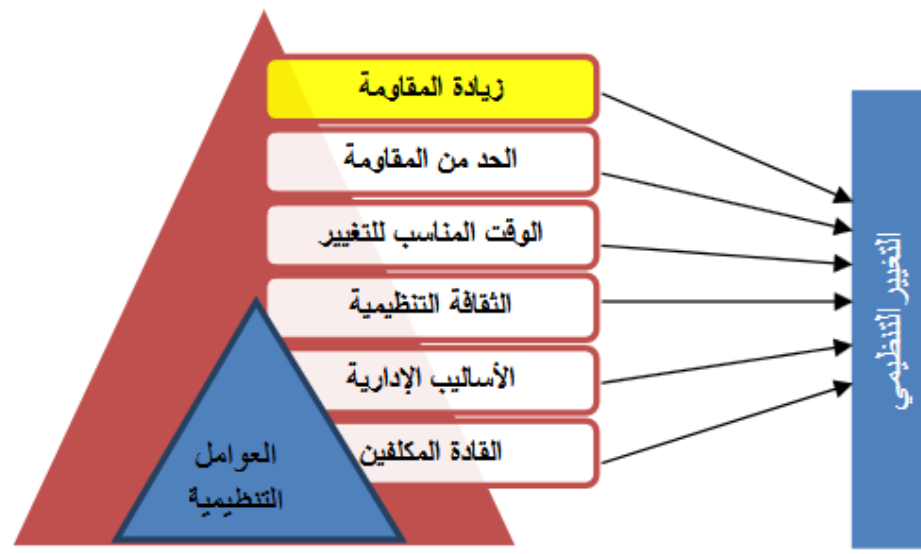 زيادة المقاومة
الحد من المقاومة
الوقت المناسب للتغيير
الثقافة التنظيمية
الأساليب الإدارية
القادة المكلفين
العوامل
التنظيمية
التغيير التنظيمي